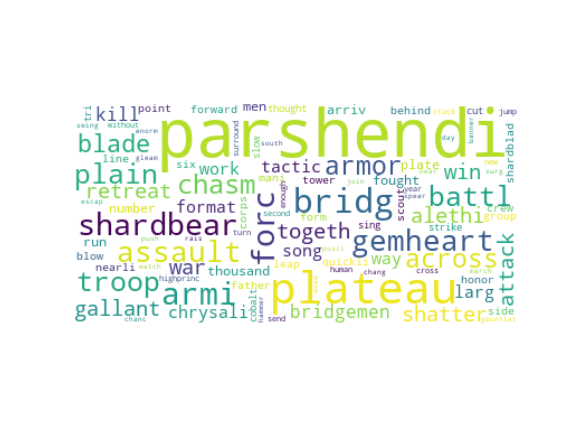 tri kill point forward men thought arriv behind cut crack jump
swing without parshendi banner
blade enorm surround slow south day shardblad
line gleam six work tactic armor plate fought win near new surg
plain chasm mani
retreat corps tower join battl
escap enough bridg scout year spear
number format forc second form alethi group
shardbear togeth sing crew
run push rais turn song posit strike attack
blow assault gemheart
nearli watch war leap quickli way across
thousand human chang cross march
troop highprinc father plateau honor
armi larg
gallant chrysali cobalt hammer bridgemen shatter side
chanc send gauntlet